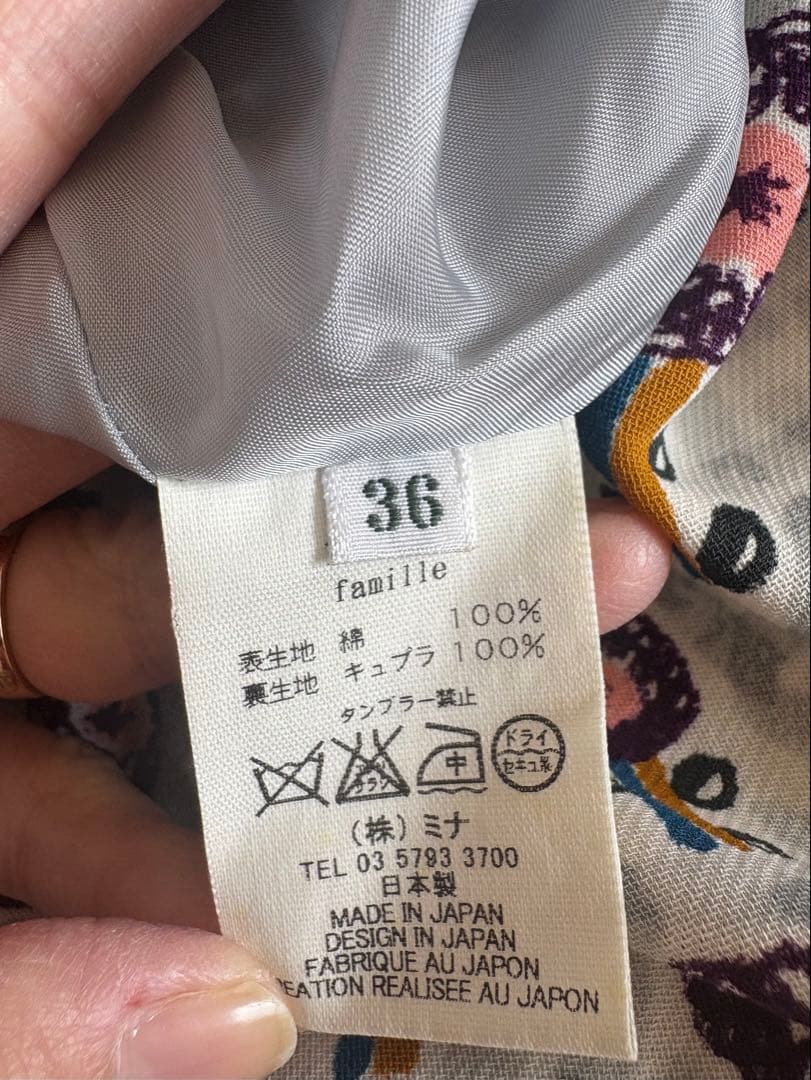 36
famille
表生地 綿 100%
裏生地 キュプラ 100%
タンブラー禁止
中
ドライ
セキユ系
(株)ミナ
TEL 03 5793 3700
日本製
MADE IN JAPAN
DESIGN IN JAPAN
FABRIQUE AU JAPON
EATION REALISEE AU JAPON